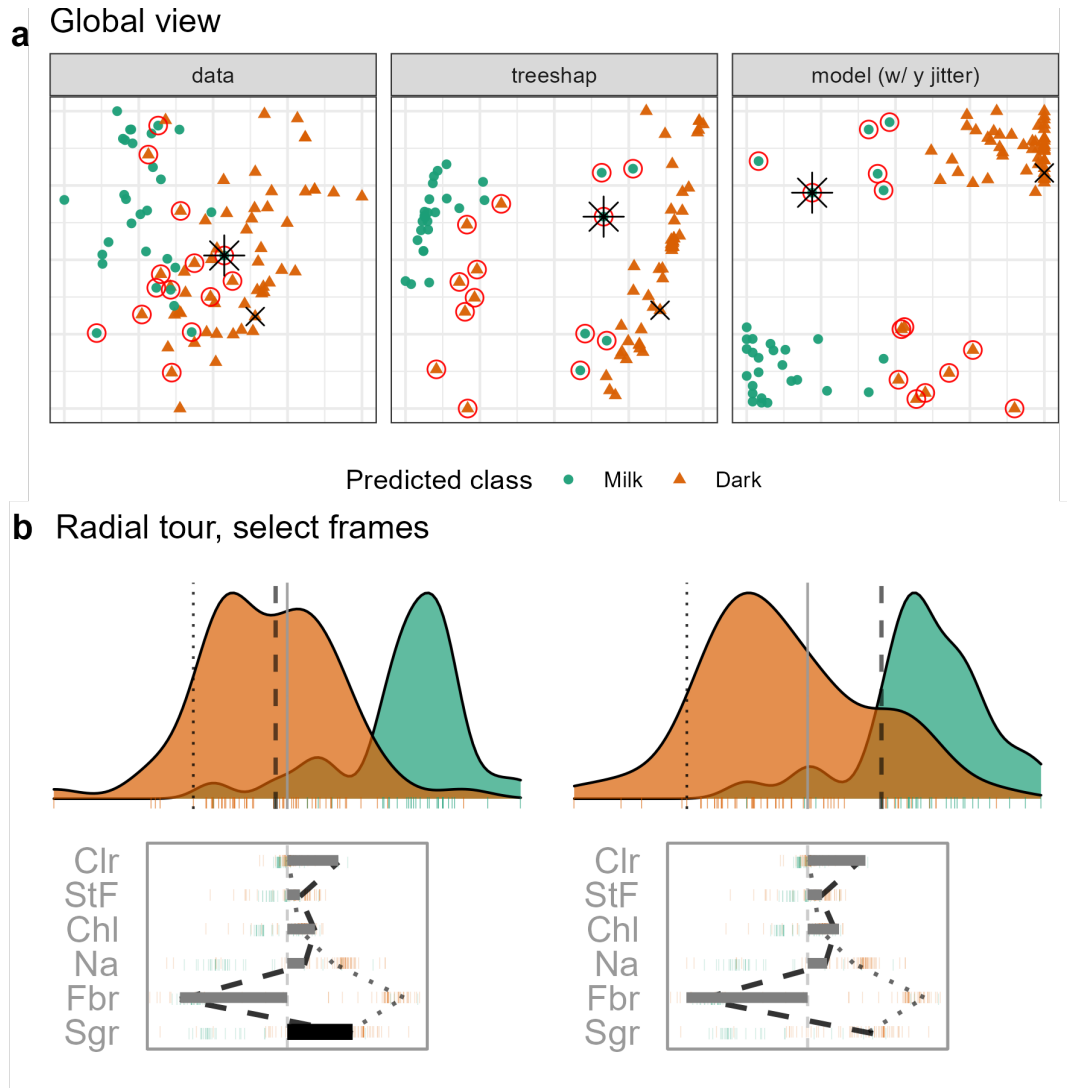 a Global view
data treeshap model (w/ y jitter)
Predicted class Milk Dark
b Radial tour, select frames
Clr Clr
StF StF
Chl Chl
Na Na
Fbr Fbr
Sgr Sgr